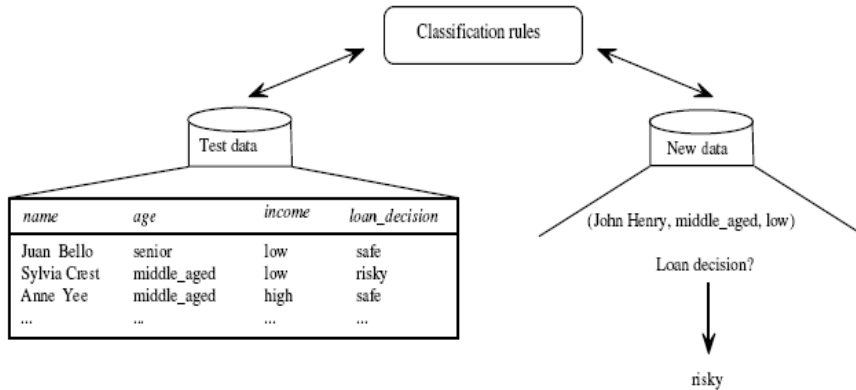 Classification rules
Test data
New data
name age income loan_decision
Juan Bello senior low safe
Sylvia Crest middle_aged low risky
Anne Yee middle_aged high safe
... ... ... ...
(John Henry, middle_aged, low)
Loan decision?
risky